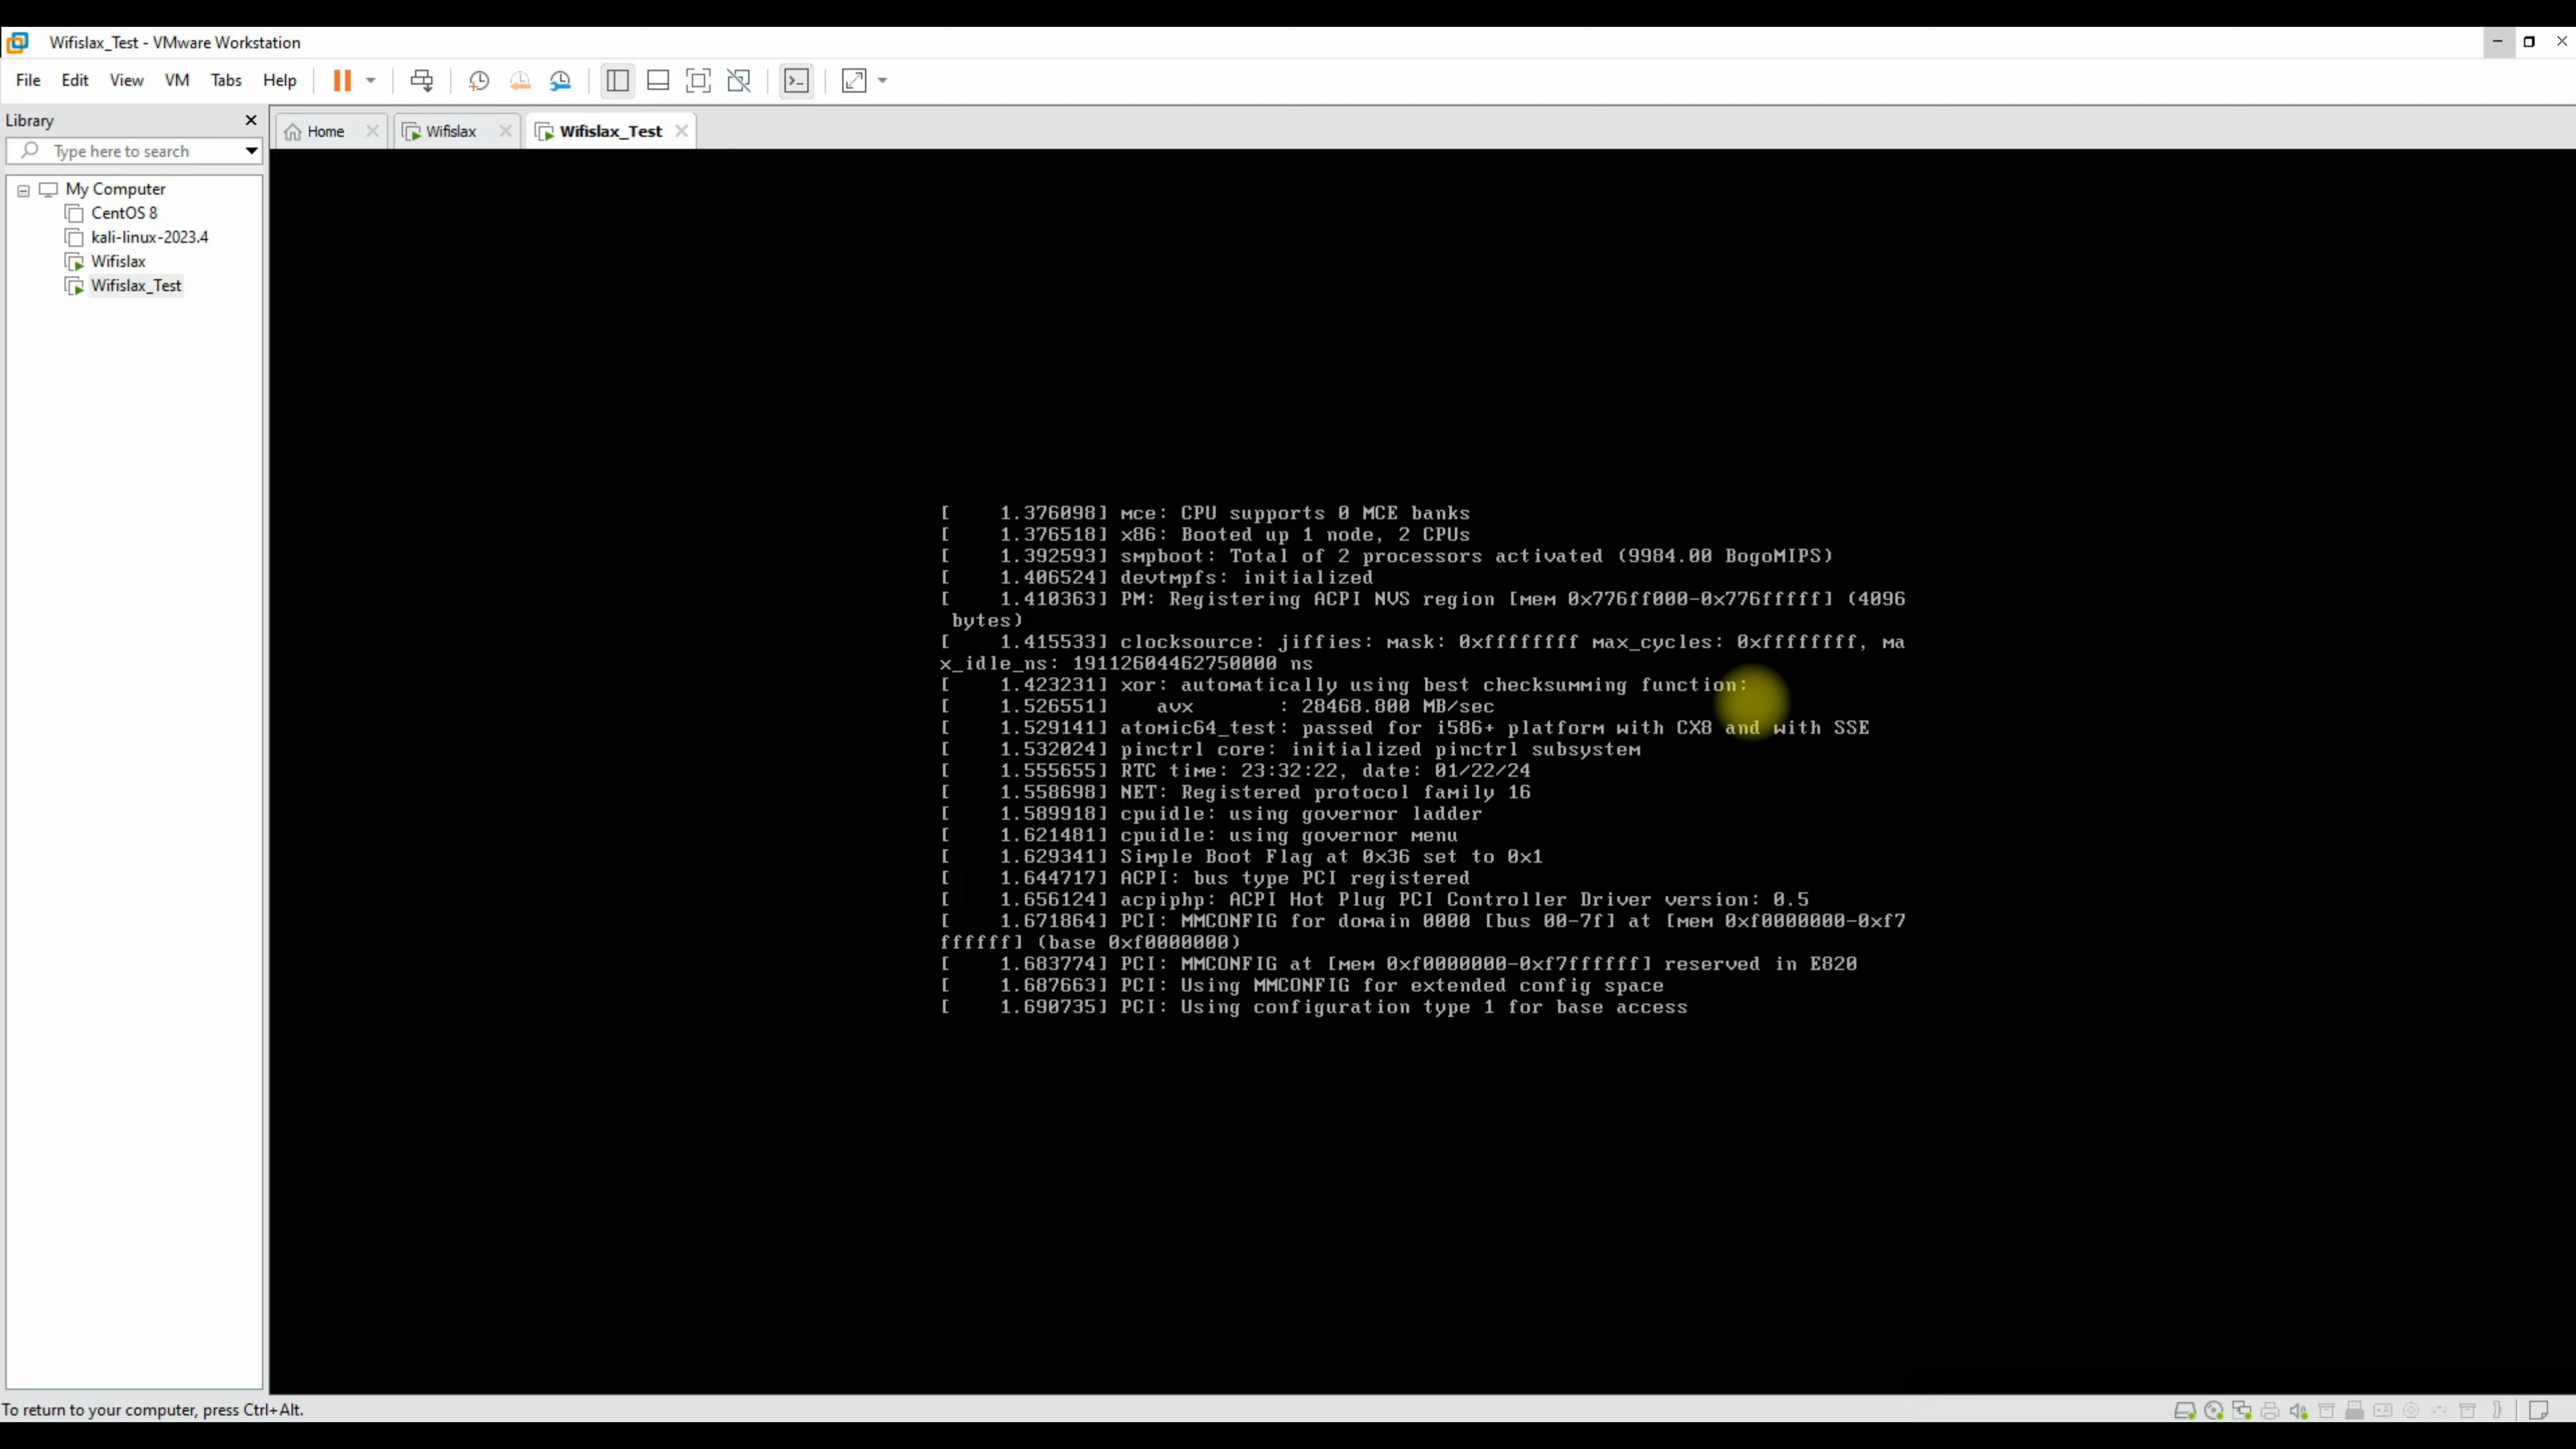 Wifislax_Test - VMware Workstation
File Edit View VM Tabs Help
Library
Home Wifislax Wifislax_Test
Type here to search
My Computer
CentOS 8
kali-linux-2023.4
Wifislax
Wifislax_Test
[    1.376098] mce: CPU supports 0 MCE banks
[    1.376518] x86: Booted up 1 node, 2 CPUs
[    1.392593] smpboot: Total of 2 processors activated (9984.00 BogoMIPS)
[    1.406524] devtmpfs: initialized
[    1.410363] PM: Registering ACPI NVS region [mem 0x776ff000-0x776fffff] (4096
 bytes)
[    1.415533] clocksource: jiffies: mask: 0xffffffff max_cycles: 0xffffffff, ma
x_idle_ns: 19112604462750000 ns
[    1.423231] xor: automatically using best checksumming function:
[    1.526551]    avx       : 28468.800 MB/sec
[    1.529141] atomic64_test: passed for i586+ platform with CX8 and with SSE
[    1.532024] pinctrl core: initialized pinctrl subsystem
[    1.555655] RTC time: 23:32:22, date: 01/22/24
[    1.558698] NET: Registered protocol family 16
[    1.589918] cpuidle: using governor ladder
[    1.621481] cpuidle: using governor menu
[    1.629341] Simple Boot Flag at 0x36 set to 0x1
[    1.644717] ACPI: bus type PCI registered
[    1.656124] acpiphp: ACPI Hot Plug PCI Controller Driver version: 0.5
[    1.671864] PCI: MMCONFIG for domain 0000 [bus 00-7f] at [mem 0xf0000000-0xf7
ffffff] (base 0xf0000000)
[    1.683774] PCI: MMCONFIG at [mem 0xf0000000-0xf7ffffff] reserved in E820
[    1.687663] PCI: Using MMCONFIG for extended config space
[    1.690735] PCI: Using configuration type 1 for base access
To return to your computer, press Ctrl+Alt.